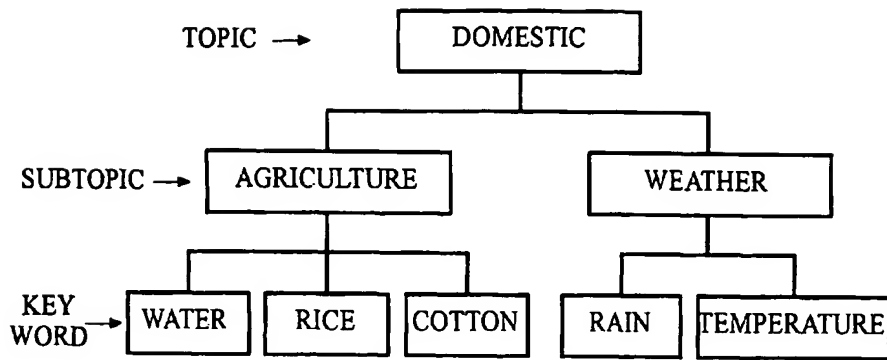 TOPIC → DOMESTIC
SUBTOPIC → AGRICULTURE WEATHER
KEY
WORD → WATER RICE COTTON RAIN TEMPERATURE